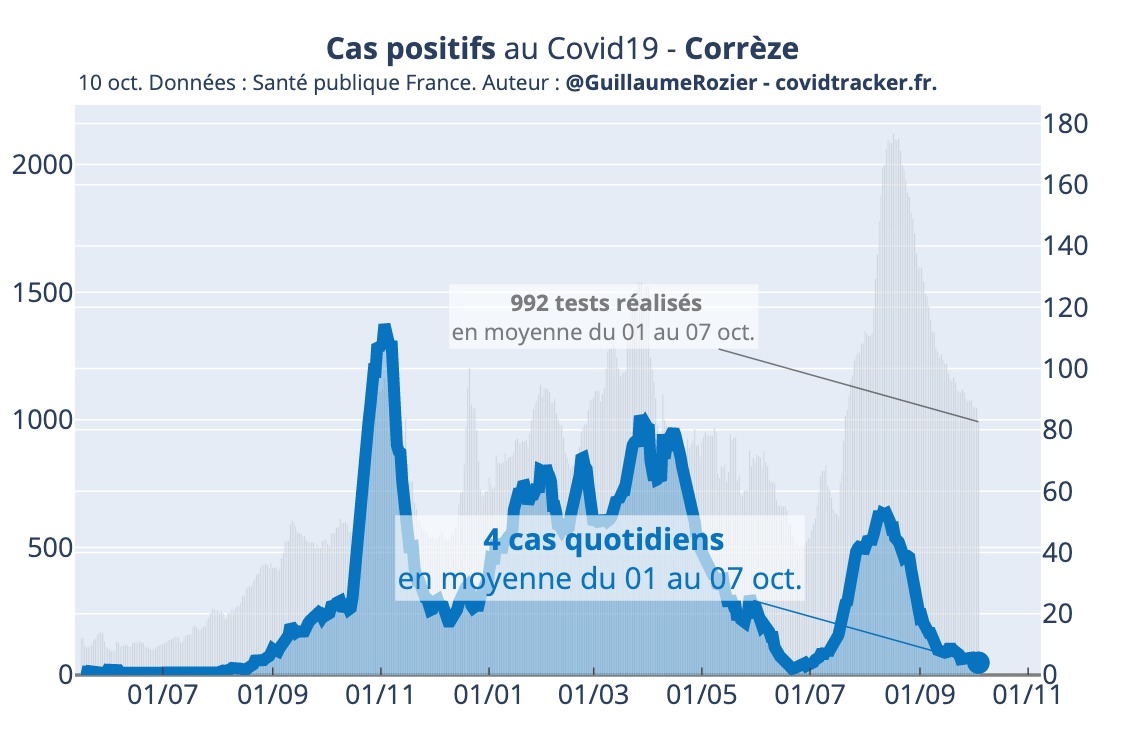 Cas positifs au Covid19 - Corrèze
10 oct. Données : Santé publique France. Auteur : @GuillaumeRozier - covidtracker.fr.
180
2000
160
140
1500
120
992 tests réalisés
en moyenne du 01 au 07 oct.
100
1000
80
60
500
40
4 cas quotidiens
en moyenne du 01 au 07 oct.
20
0
0
01/07 01/09 01/11 01/01 01/03 01/05 01/07 01/09 01/11